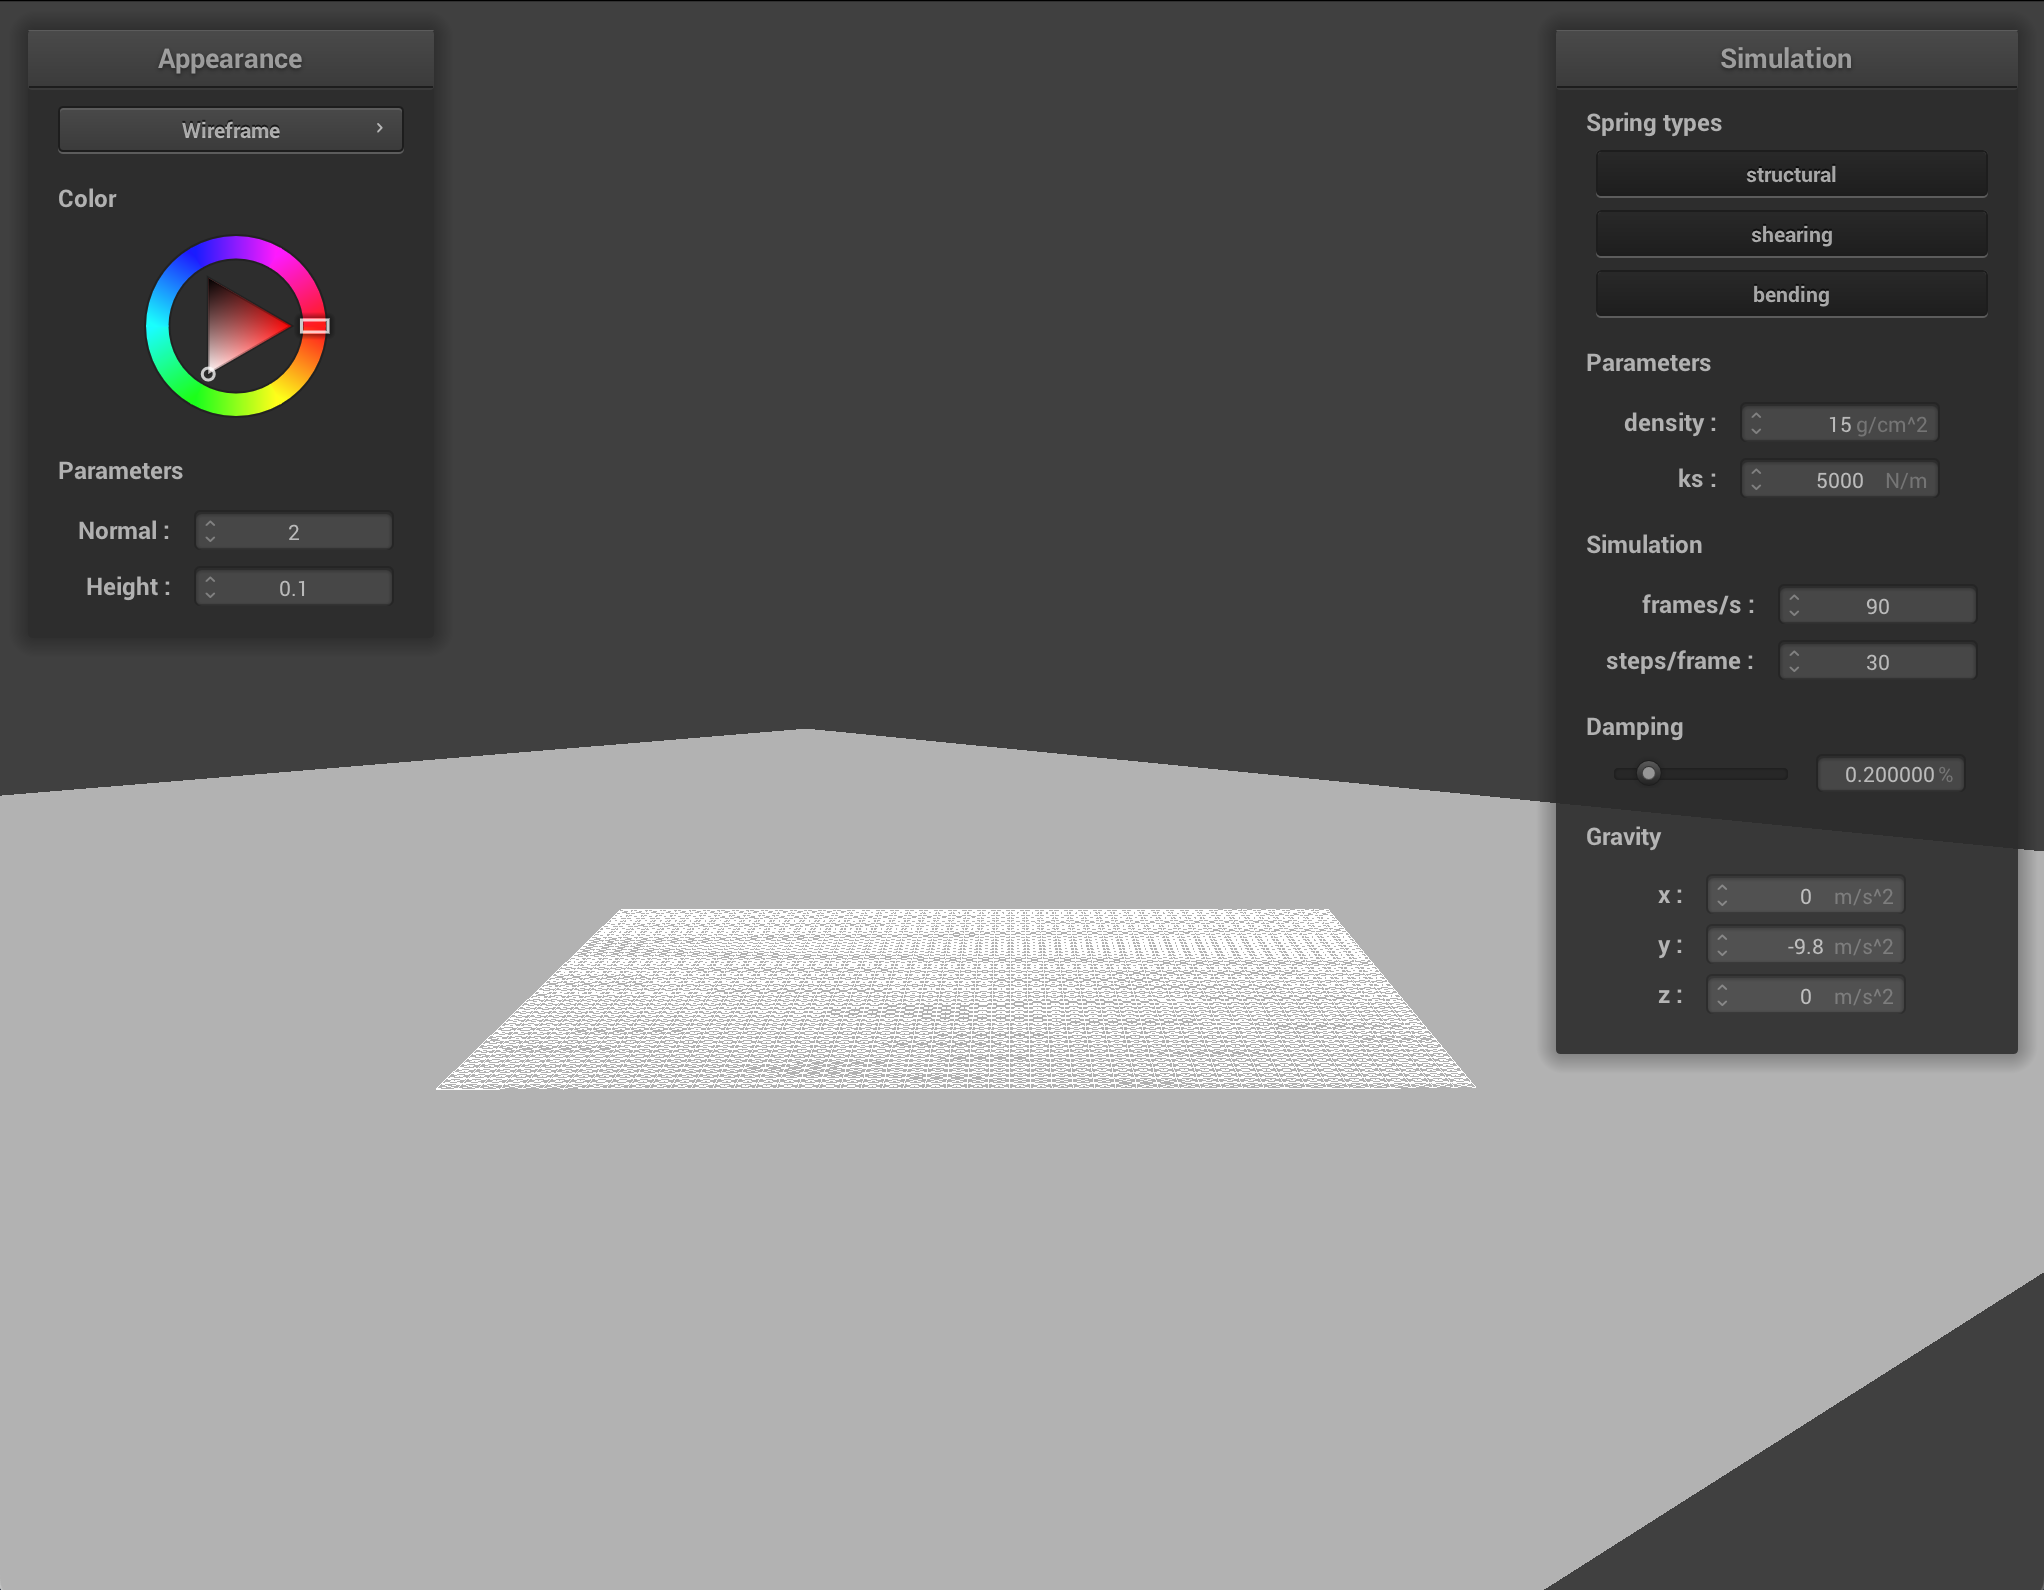 Appearance
Wireframe
Color
Parameters
Normal : 2
Height : 0.1
Simulation
Spring types
structural
shearing
bending
Parameters
density : 15 g/cm^2
ks : 5000 N/m
Simulation
frames/s : 90
steps/frame : 30
Damping
0.200000 %
Gravity
x : 0 m/s^2
y : -9.8 m/s^2
z : 0 m/s^2